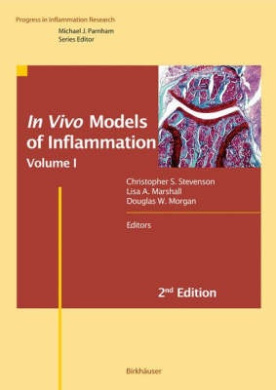 Progress in Inflammation Research
Michael J. Parnham
Series Editor
In Vivo Models
of Inflammation
Volume I
Christopher S. Stevenson
Lisa A. Marshall
Douglas W. Morgan
Editors
2nd Edition
Birkhäuser